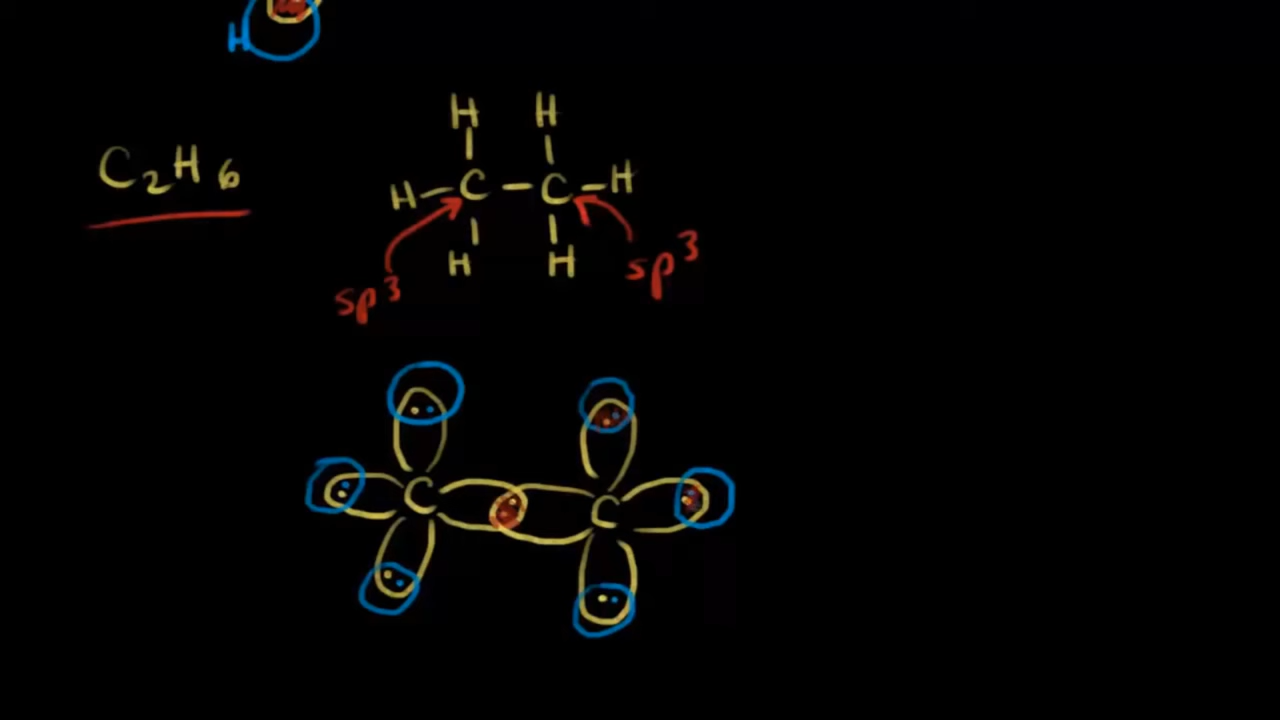 H
H H
C₂H₆
H–C–C–H
H H
sp³
sp³
C C